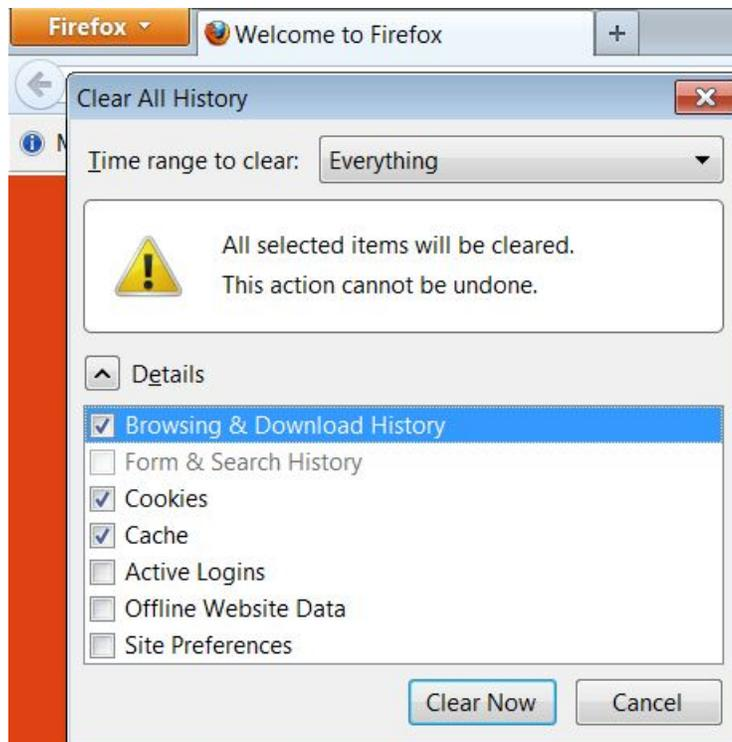 Firefox
Welcome to Firefox
+
Clear All History
Time range to clear: Everything
All selected items will be cleared.
This action cannot be undone.
Details
Browsing & Download History
Form & Search History
Cookies
Cache
Active Logins
Offline Website Data
Site Preferences
Clear Now Cancel